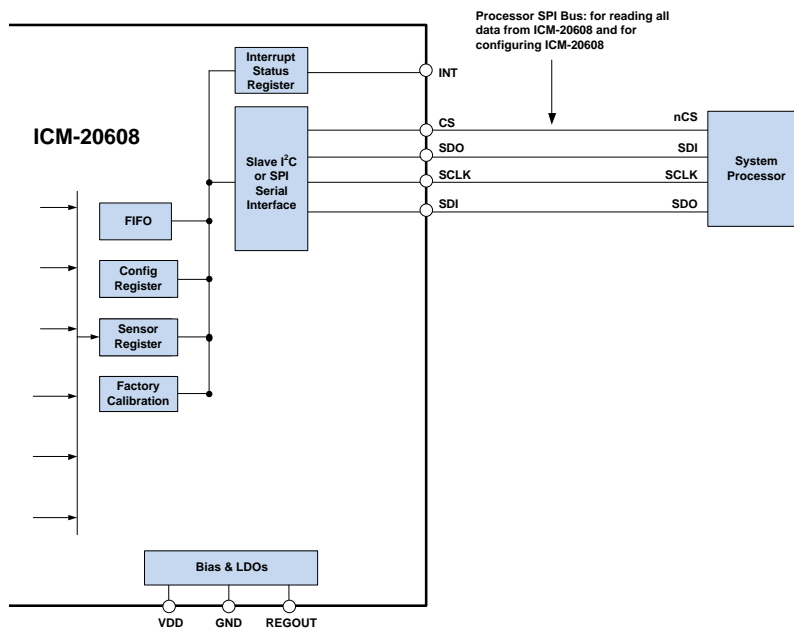 Processor SPI Bus: for reading all
data from ICM-20608 and for
configuring ICM-20608
Interrupt
Status
Register
INT
ICM-20608
Slave I²C
or SPI
Serial
Interface
CS
SDO
SCLK
SDI
nCS
SDI
SCLK
SDO
System
Processor
FIFO
Config
Register
Sensor
Register
Factory
Calibration
Bias & LDOs
VDD
GND
REGOUT